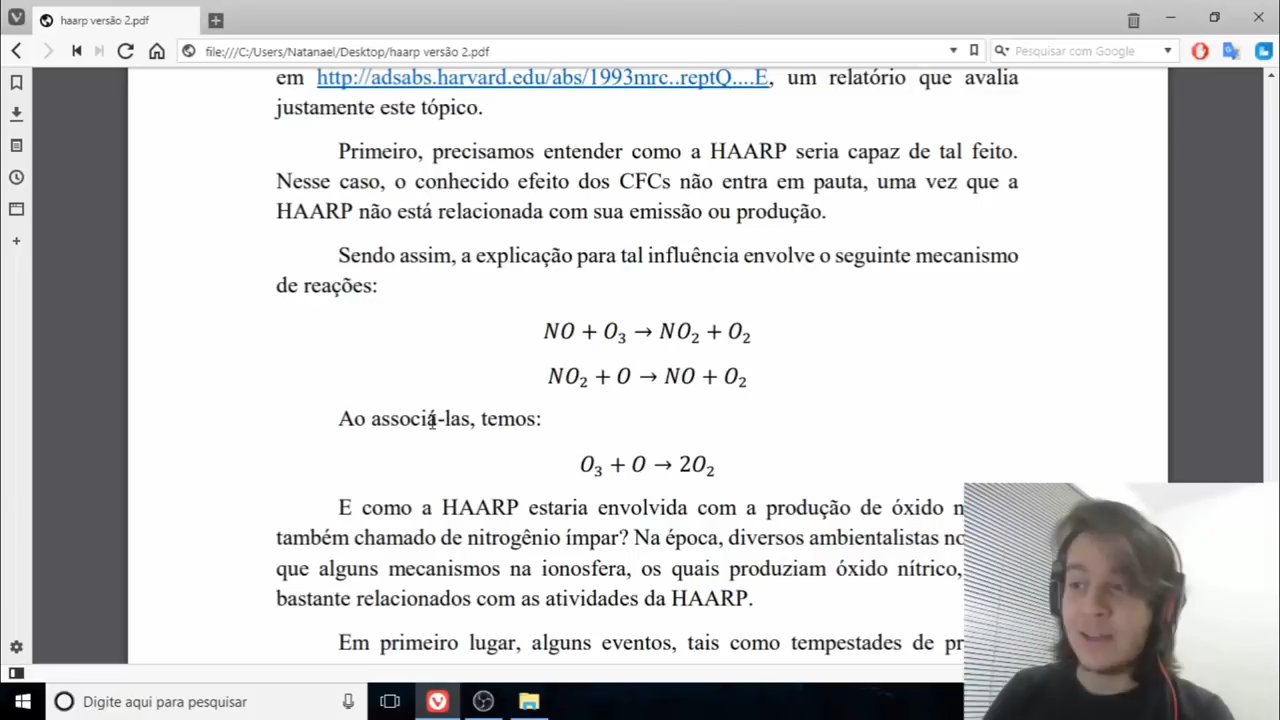 haarp versão 2.pdf
file:///C:/Users/Natanael/Desktop/haarp versão 2.pdf
Pesquisar com Google
em http://adsabs.harvard.edu/abs/1993mrc..reptQ....E, um relatório que avalia
justamente este tópico.
Primeiro, precisamos entender como a HAARP seria capaz de tal feito.
Nesse caso, o conhecido efeito dos CFCs não entra em pauta, uma vez que a
HAARP não está relacionada com sua emissão ou produção.
Sendo assim, a explicação para tal influência envolve o seguinte mecanismo
de reações:
NO + O₃ → NO₂ + O₂
NO₂ + O → NO + O₂
Ao associá-las, temos:
O₃ + O → 2O₂
E como a HAARP estaria envolvida com a produção de óxido
também chamado de nitrogênio ímpar? Na época, diversos ambientalistas
que alguns mecanismos na ionosfera, os quais produziam óxido nítrico,
bastante relacionados com as atividades da HAARP.
Em primeiro lugar, alguns eventos, tais como tempestades de
Digite aqui para pesquisar